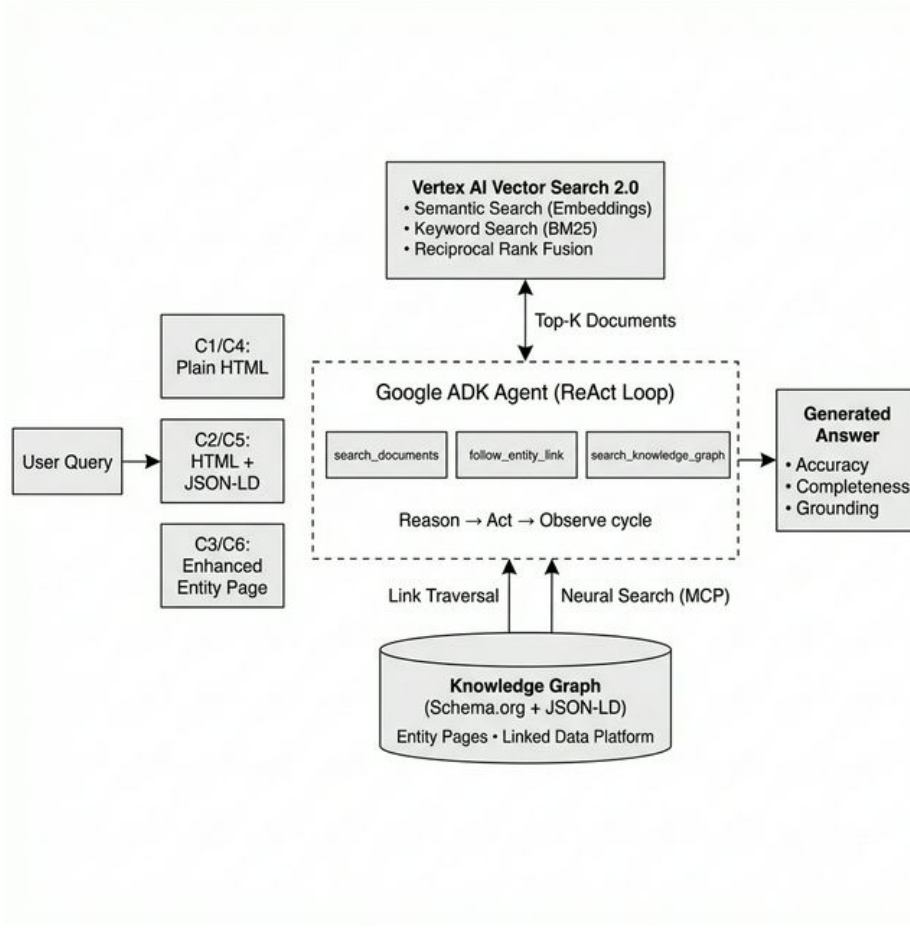 Vertex AI Vector Search 2.0
• Semantic Search (Embeddings)
• Keyword Search (BM25)
• Reciprocal Rank Fusion
Top-K Documents
C1/C4:
Plain HTML
User Query
C2/C5:
HTML +
JSON-LD
C3/C6:
Enhanced
Entity Page
Google ADK Agent (ReAct Loop)
search_documents
follow_entity_link
search_knowledge_graph
Reason → Act → Observe cycle
Generated
Answer
• Accuracy
• Completeness
• Grounding
Link Traversal
Neural Search (MCP)
Knowledge Graph
(Schema.org + JSON-LD)
Entity Pages • Linked Data Platform